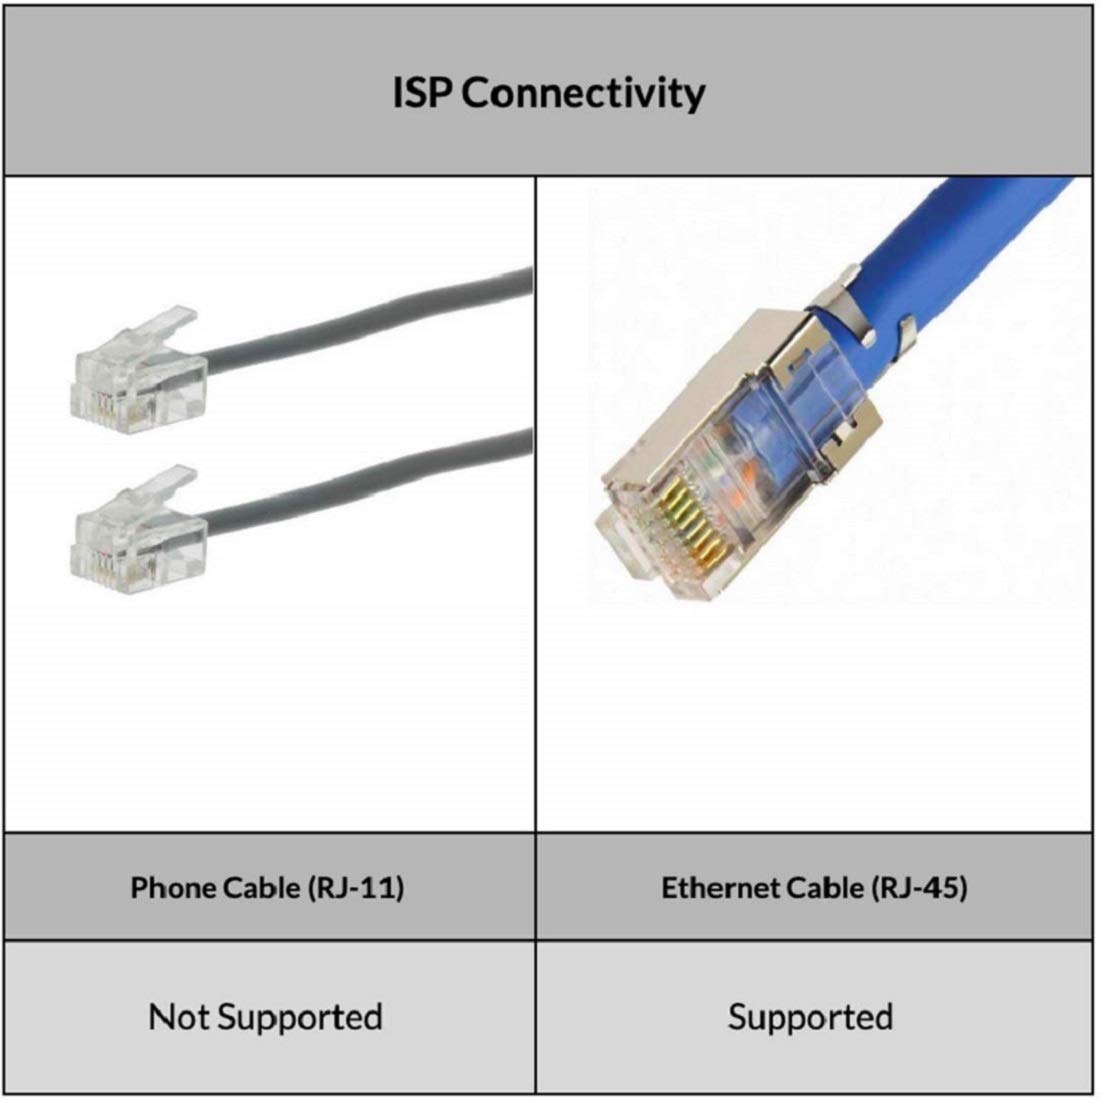 ISP Connectivity
Phone Cable (RJ-11)
Ethernet Cable (RJ-45)
Not Supported
Supported